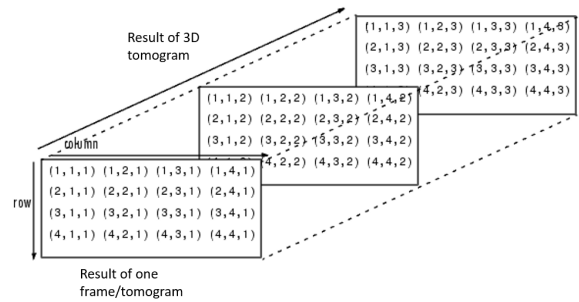 Result of 3D
tomogram
(1,1,3) (1,2,3) (1,3,3) (1,4,3)
(2,1,3) (2,2,3) (2,3,3) (2,4,3)
(3,1,3) (3,2,3) (3,3,3) (3,4,3)
(4,2,3) (4,3,3) (4,4,3)
(1,1,2) (1,2,2) (1,3,2) (1,4,2)
(2,1,2) (2,2,2) (2,3,2) (2,4,2)
(3,1,2) (3,2,2) (3,3,2) (3,4,2)
(4,2,2) (4,3,2) (4,4,2)
column
row
(1,1,1) (1,2,1) (1,3,1) (1,4,1)
(2,1,1) (2,2,1) (2,3,1) (2,4,1)
(3,1,1) (3,2,1) (3,3,1) (3,4,1)
(4,1,1) (4,2,1) (4,3,1) (4,4,1)
Result of one
frame/tomogram